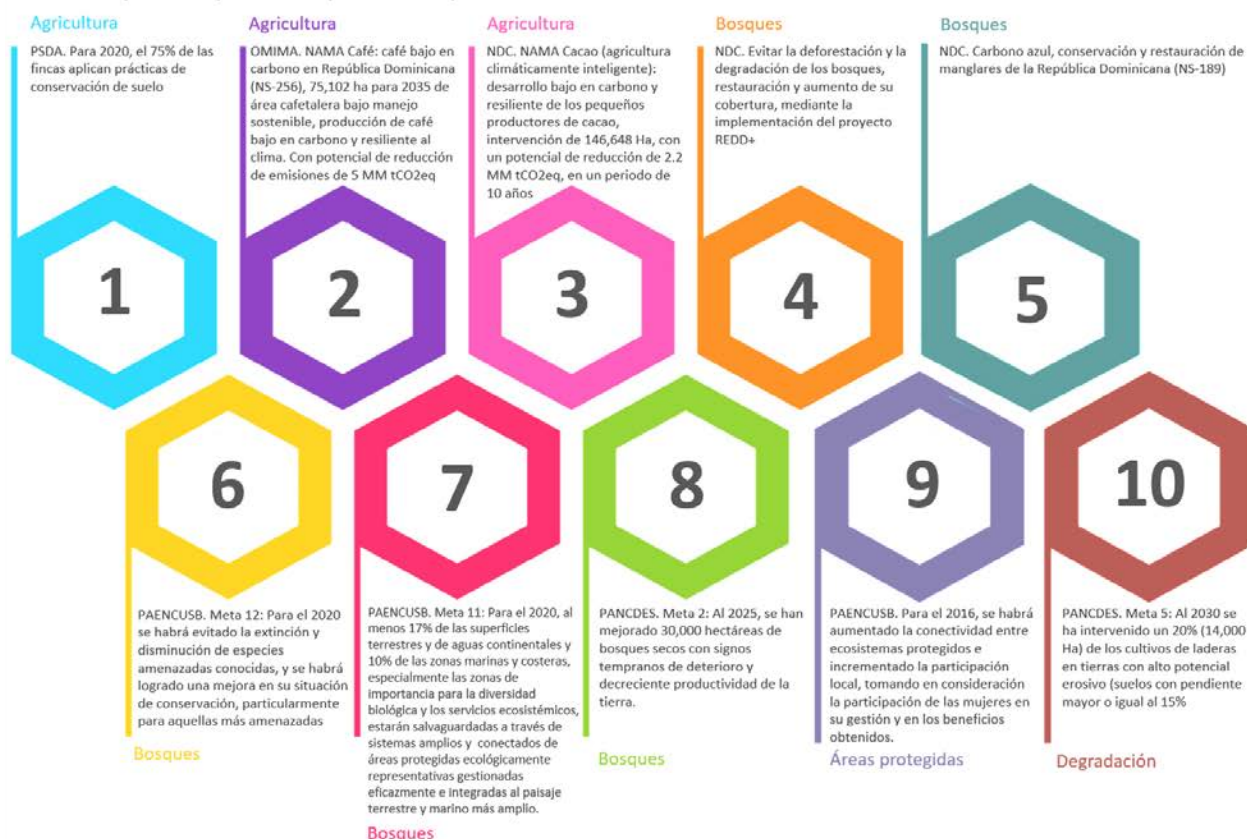 Agricultura
PSDA. Para 2020, el 75% de las
fincas aplican prácticas de
conservación de suelo
1
Agricultura
OMIMA. NAMA Café: café bajo en
carbono en República Dominicana
(NS-256), 75,102 ha para 2035 de
área cafetalera bajo manejo
sostenible, producción de café
bajo en carbono y resiliente al
clima. Con potencial de reducción
de emisiones de 5 MM tCO2eq
2
Agricultura
NDC. NAMA Cacao (agricultura
climáticamente inteligente):
desarrollo bajo en carbono y
resiliente de los pequeños
productores de cacao,
intervención de 146,648 Ha, con
un potencial de reducción de 2.2
MM tCO2eq, en un periodo de
10 años
3
Bosques
NDC. Evitar la deforestación y la
degradación de los bosques,
restauración y aumento de su
cobertura, mediante la
implementación del proyecto
REDD+
4
Bosques
NDC. Carbono azul, conservación y restauración de
manglares de la República Dominicana (NS-189)
5
6
PAENCUSB. Meta 12: Para el 2020
se habrá evitado la extinción y
disminución de especies
amenazadas conocidas, y se habrá
logrado una mejora en su situación
de conservación, particularmente
para aquellas más amenazadas
Bosques
7
PAENCUSB. Meta 11: Para el 2020, al
menos 17% de las superficies
terrestres y de aguas continentales y
10% de las zonas marinas y costeras,
especialmente las zonas de
importancia para la diversidad
biológica y los servicios ecosistémicos,
estarán salvaguardadas a través de
sistemas amplios y conectados de
áreas protegidas ecológicamente
representativas gestionadas
eficazmente e integradas al paisaje
terrestre y marino más amplio.
Bosques
8
PANCDES. Meta 2: Al 2025, se han
mejorado 30,000 hectáreas de
bosques secos con signos
tempranos de deterioro y
decreciente productividad de la
tierra.
Bosques
9
PAENCUSB. Para el 2016, se habrá
aumentado la conectividad entre
ecosistemas protegidos e
incrementado la participación
local, tomando en consideración
la participación de las mujeres en
su gestión y en los beneficios
obtenidos.
Áreas protegidas
10
PANCDES. Meta 5: Al 2030 se
ha intervenido un 20% (14,000
Ha) de los cultivos de laderas
en tierras con alto potencial
erosivo (suelos con pendiente
mayor o igual al 15%
Degradación